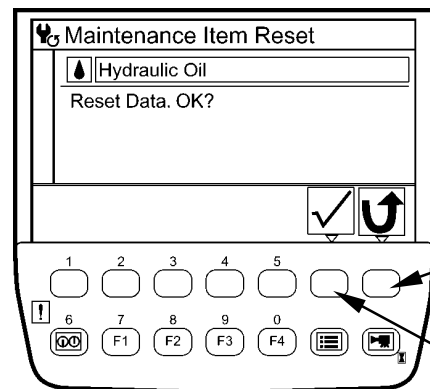 Maintenance Item Reset
Hydraulic Oil
Reset Data. OK?
1 2 3 4 5
!
6 7 8 9 0
F1 F2 F3 F4